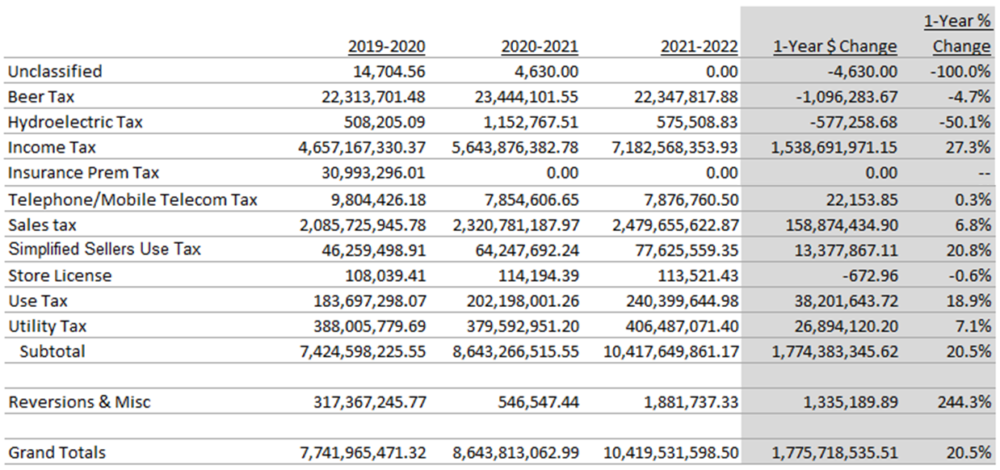 1-Year %
2019-2020 2020-2021 2021-2022 1-Year $ Change Change
Unclassified 14,704.56 4,630.00 0.00 -4,630.00 -100.0%
Beer Tax 22,313,701.48 23,444,101.55 22,347,817.88 -1,096,283.67 -4.7%
Hydroelectric Tax 508,205.09 1,152,767.51 575,508.83 -577,258.68 -50.1%
Income Tax 4,657,167,330.37 5,643,876,382.78 7,182,568,353.93 1,538,691,971.15 27.3%
Insurance Prem Tax 30,993,296.01 0.00 0.00 0.00 --
Telephone/Mobile Telecom Tax 9,804,426.18 7,854,606.65 7,876,760.50 22,153.85 0.3%
Sales tax 2,085,725,945.78 2,320,781,187.97 2,479,655,622.87 158,874,434.90 6.8%
Simplified Sellers Use Tax 46,259,498.91 64,247,692.24 77,625,559.35 13,377,867.11 20.8%
Store License 108,039.41 114,194.39 113,521.43 -672.96 -0.6%
Use Tax 183,697,298.07 202,198,001.26 240,399,644.98 38,201,643.72 18.9%
Utility Tax 388,005,779.69 379,592,951.20 406,487,071.40 26,894,120.20 7.1%
Subtotal 7,424,598,225.55 8,643,266,515.55 10,417,649,861.17 1,774,383,345.62 20.5%
Reversions & Misc 317,367,245.77 546,547.44 1,881,737.33 1,335,189.89 244.3%
Grand Totals 7,741,965,471.32 8,643,813,062.99 10,419,531,598.50 1,775,718,535.51 20.5%